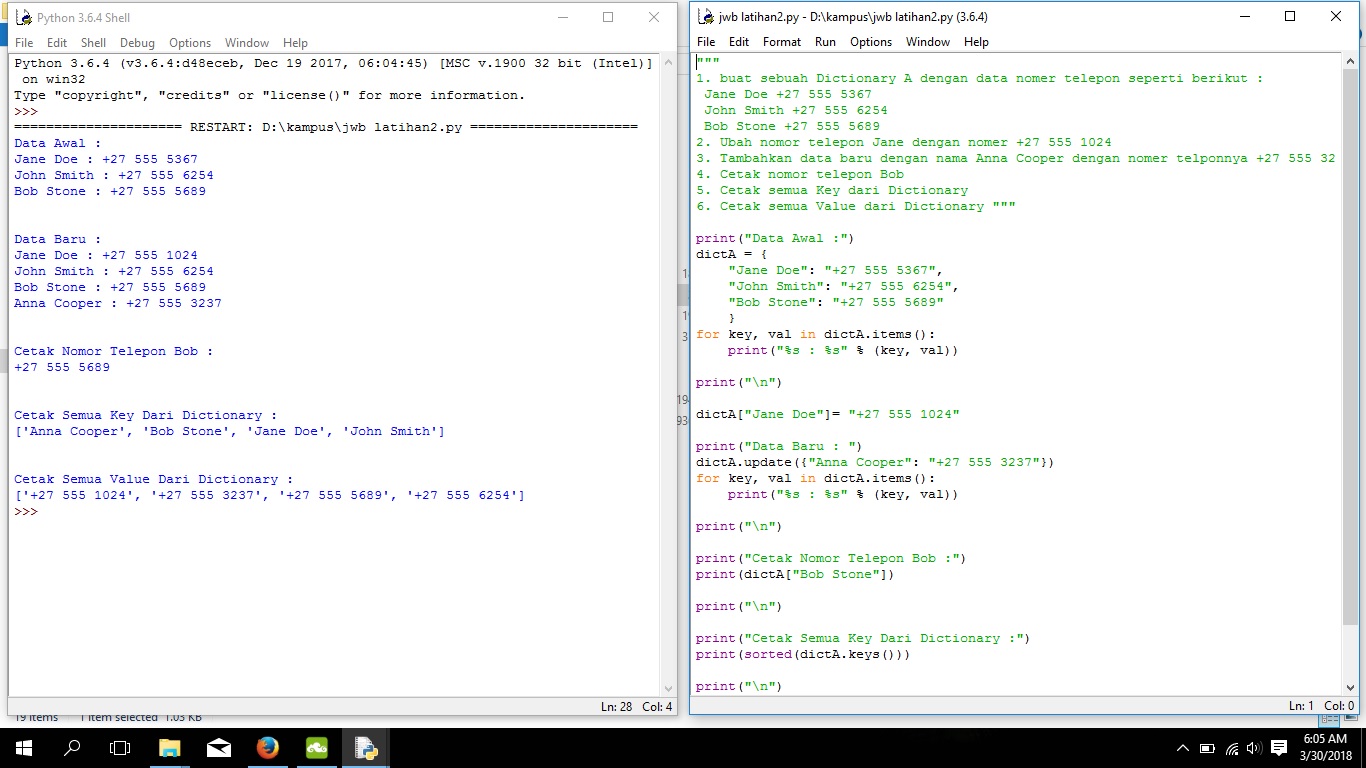 Python 3.6.4 Shell
File Edit Shell Debug Options Window Help
Python 3.6.4 (v3.6.4:d48eceb, Dec 19 2017, 06:04:45) [MSC v.1900 32 bit (Intel)]
on win32
Type "copyright", "credits" or "license()" for more information.
>>>
===================== RESTART: D:\kampus\jwb latihan2.py =====================
Data Awal :
Jane Doe : +27 555 5367
John Smith : +27 555 6254
Bob Stone : +27 555 5689
Data Baru :
Jane Doe : +27 555 1024
John Smith : +27 555 6254
Bob Stone : +27 555 5689
Anna Cooper : +27 555 3237
Cetak Nomor Telepon Bob :
+27 555 5689
Cetak Semua Key Dari Dictionary :
['Anna Cooper', 'Bob Stone', 'Jane Doe', 'John Smith']
Cetak Semua Value Dari Dictionary :
['+27 555 1024', '+27 555 3237', '+27 555 5689', '+27 555 6254']
>>>
Ln: 28 Col: 4
jwb latihan2.py - D:\kampus\jwb latihan2.py (3.6.4)
File Edit Format Run Options Window Help
"""
1. buat sebuah Dictionary A dengan data nomer telepon seperti berikut :
Jane Doe +27 555 5367
John Smith +27 555 6254
Bob Stone +27 555 5689
2. Ubah nomor telepon Jane dengan nomer +27 555 1024
3. Tambahkan data baru dengan nama Anna Cooper dengan nomer telponnya +27 555 32
4. Cetak nomor telepon Bob
5. Cetak semua Key dari Dictionary
6. Cetak semua Value dari Dictionary """
print("Data Awal :")
dictA = {
"Jane Doe": "+27 555 5367",
"John Smith": "+27 555 6254",
"Bob Stone": "+27 555 5689"
}
for key, val in dictA.items():
print("%s : %s" % (key, val))
print("\n")
dictA["Jane Doe"]= "+27 555 1024"
print("Data Baru : ")
dictA.update({"Anna Cooper": "+27 555 3237"})
for key, val in dictA.items():
print("%s : %s" % (key, val))
print("\n")
print("Cetak Nomor Telepon Bob :")
print(dictA["Bob Stone"])
print("\n")
print("Cetak Semua Key Dari Dictionary :")
print(sorted(dictA.keys()))
print("\n")
Ln: 1 Col: 0
19 items 1 item selected 1.03 KB
6:05 AM
3/30/2018